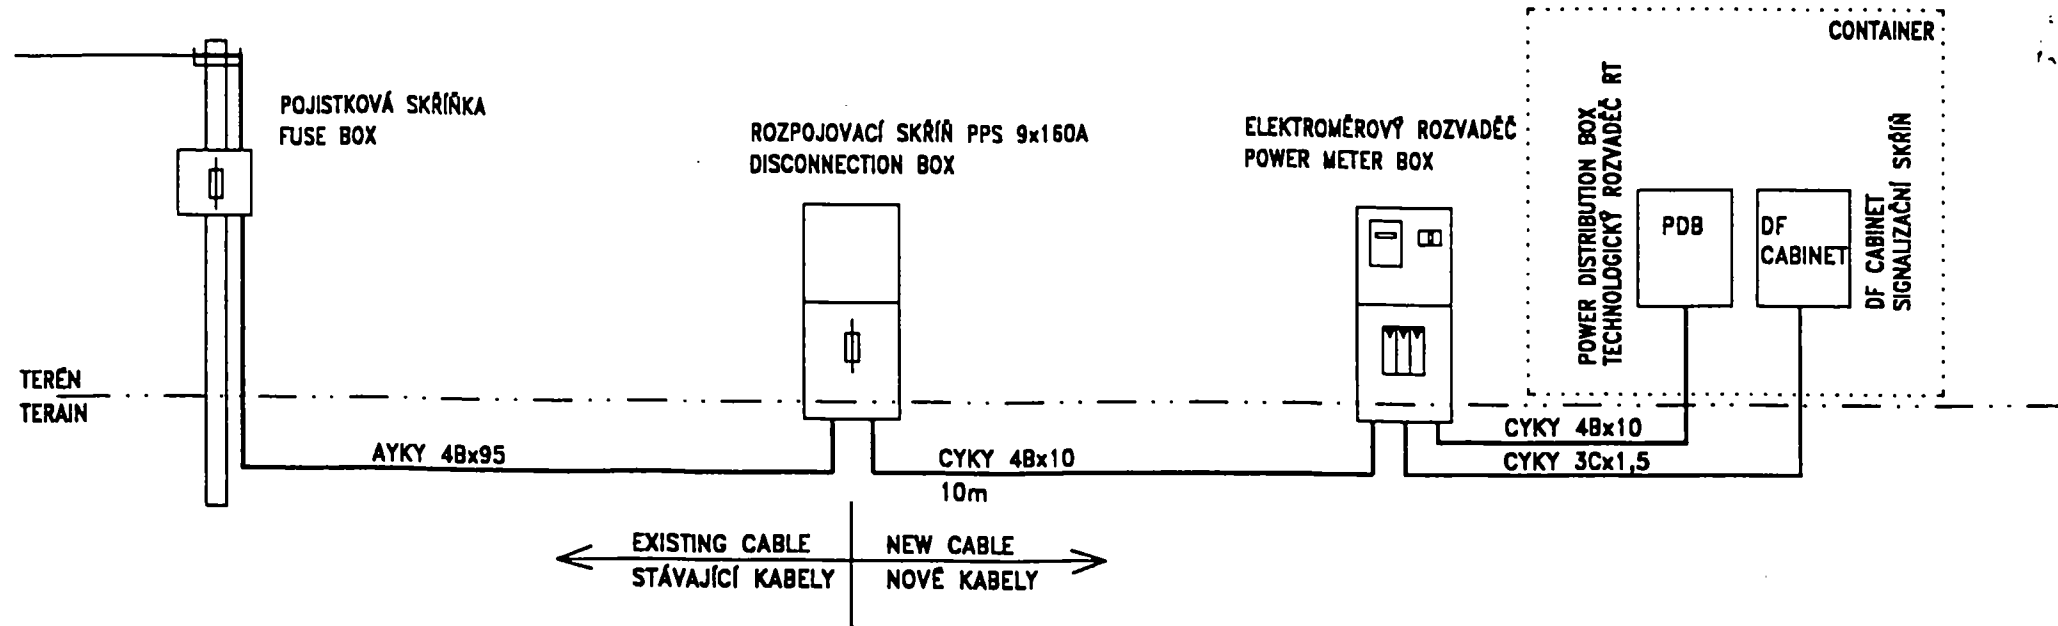 CONTAINER
POJISTKOVÁ SKŘÍŇKA
FUSE BOX
ROZPOJOVACÍ SKŘÍŇ PPS 9x160A
DISCONNECTION BOX
ELEKTROMĚROVÝ ROZVADĚČ
POWER METER BOX
POWER DISTRIBUTION BOX
TECHNOLOGICKÝ ROZVADĚČ RT
PDB
DF
CABINET
DF CABINET
SIGNALIZAČNÍ SKŘÍŇ
TERÉN
TERAIN
AYKY 4Bx95
CYKY 4Bx10
10m
CYKY 4Bx10
CYKY 3Cx1,5
EXISTING CABLE
STÁVAJÍCÍ KABELY
NEW CABLE
NOVÉ KABELY